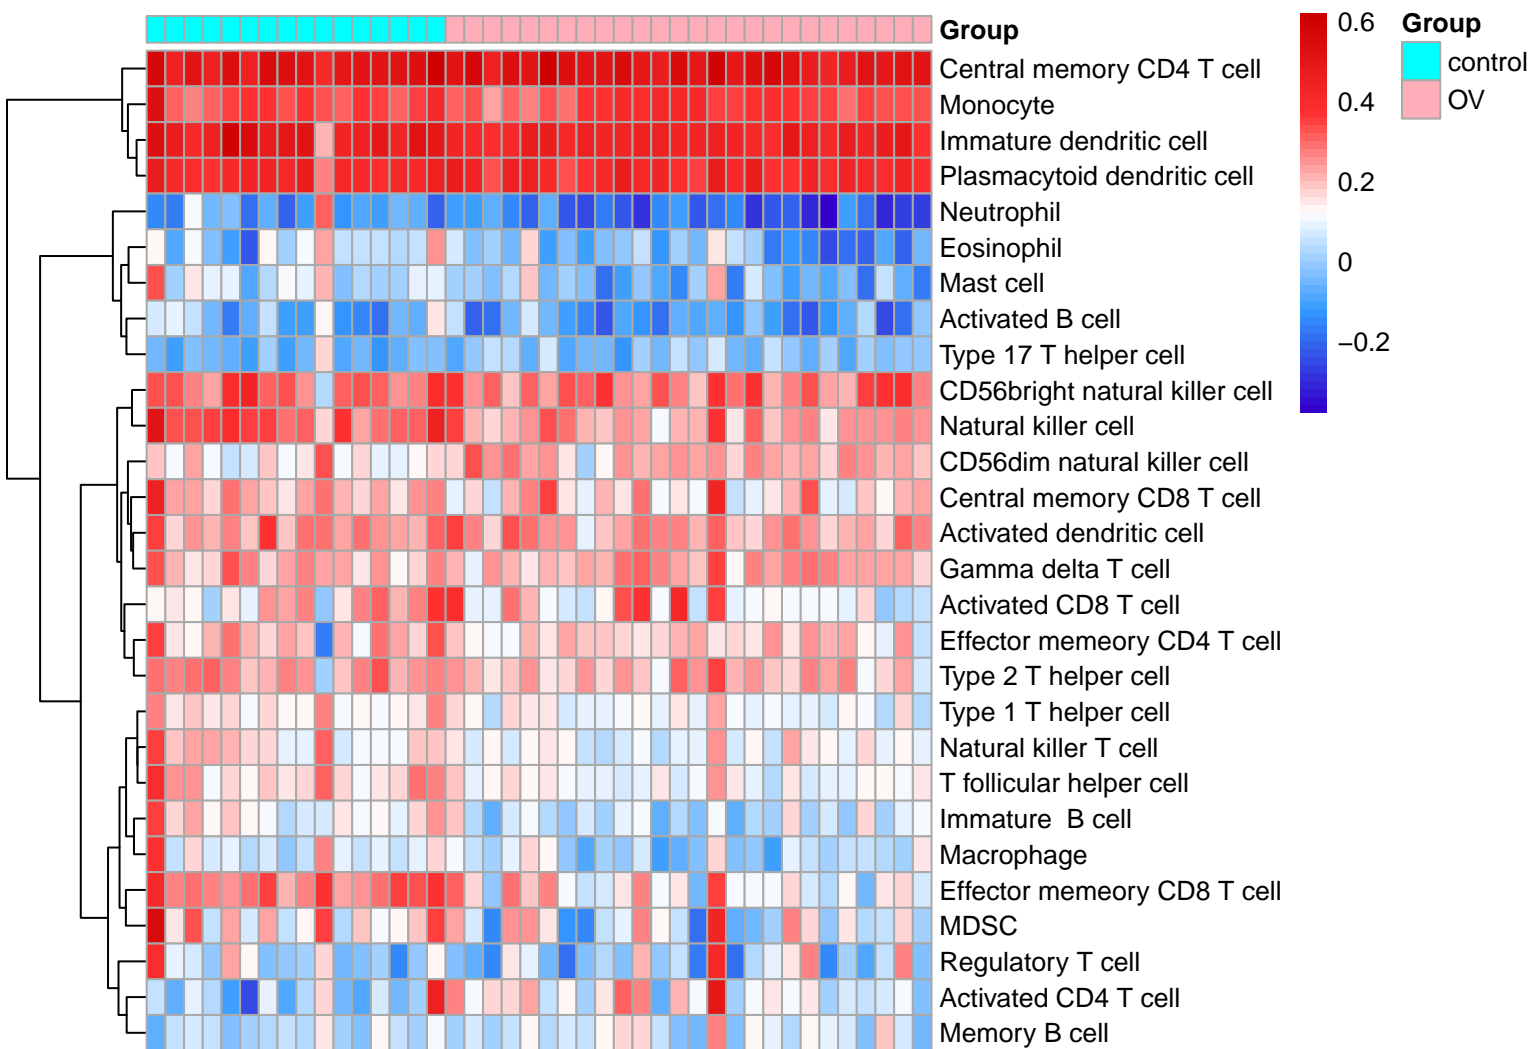 Group
Central memory CD4 T cell
Monocyte
Immature dendritic cell
Plasmacytoid dendritic cell
Neutrophil
Eosinophil
Mast cell
Activated B cell
Type 17 T helper cell
CD56bright natural killer cell
Natural killer cell
CD56dim natural killer cell
Central memory CD8 T cell
Activated dendritic cell
Gamma delta T cell
Activated CD8 T cell
Effector memeory CD4 T cell
Type 2 T helper cell
Type 1 T helper cell
Natural killer T cell
T follicular helper cell
Immature  B cell
Macrophage
Effector memeory CD8 T cell
MDSC
Regulatory T cell
Activated CD4 T cell
Memory B cell
0.6
0.4
0.2
0
−0.2
Group
control
OV